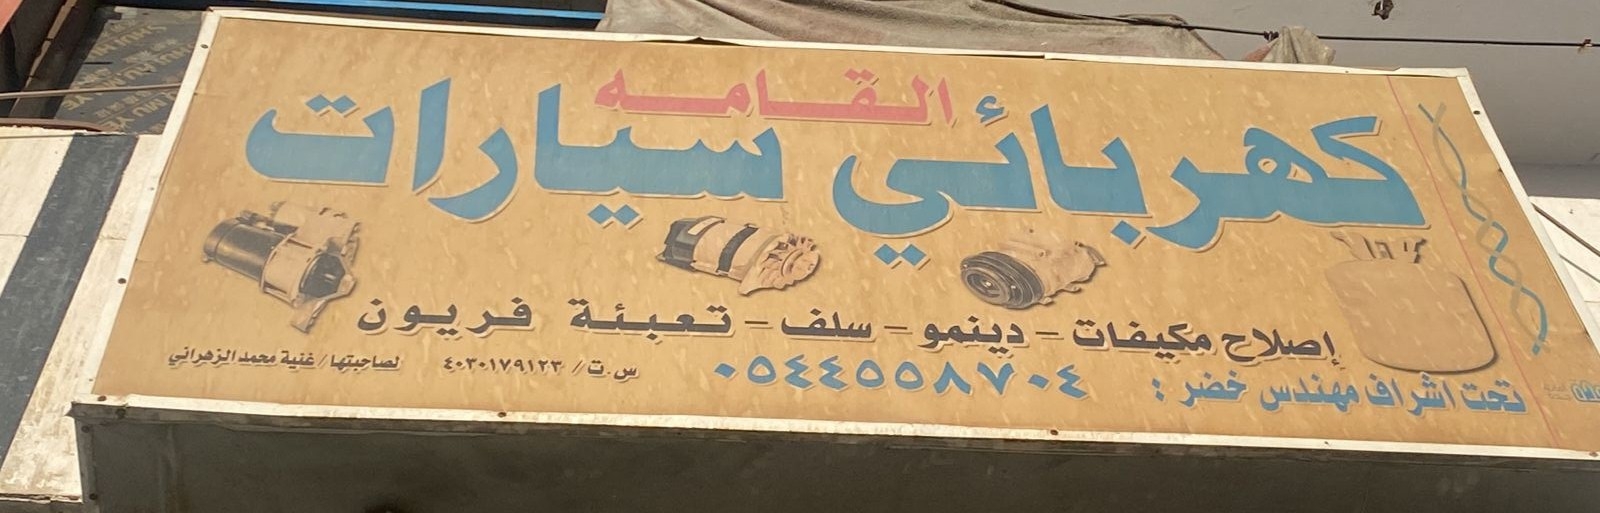 القامه
كهربائي سيارات
إصلاح مكيفات - دينمو - سلف - تعبئة فريون
تحت اشراف مهندس خضر : ٠٥٤٤٥٥٨٧٠٤
س.ت/ ٤٠٣٠١٧٩١٢٣ لصاحبتها/ غنية محمد الزهراني